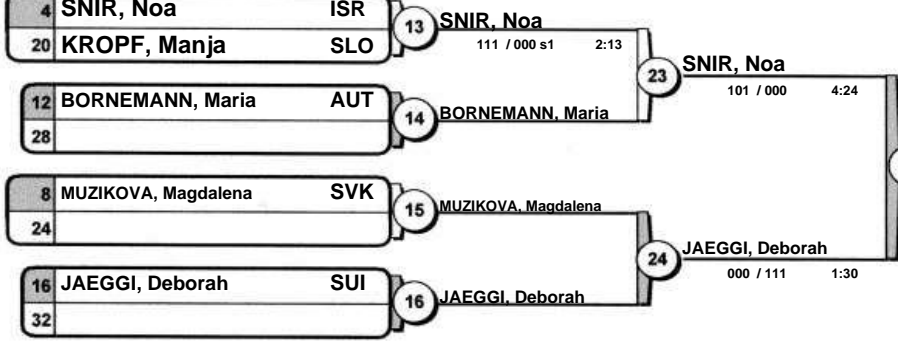 4 SNIR, Noa ISR
20 KROPF, Manja SLO
13
SNIR, Noa
111 / 000 s1 2:13
12 BORNEMANN, Maria AUT
28
14
BORNEMANN, Maria
23
SNIR, Noa
101 / 000 4:24
8 MUZIKOVA, Magdalena SVK
24
15
MUZIKOVA, Magdalena
16 JAEGGI, Deborah SUI
32
16
JAEGGI, Deborah
24
JAEGGI, Deborah
000 / 111 1:30